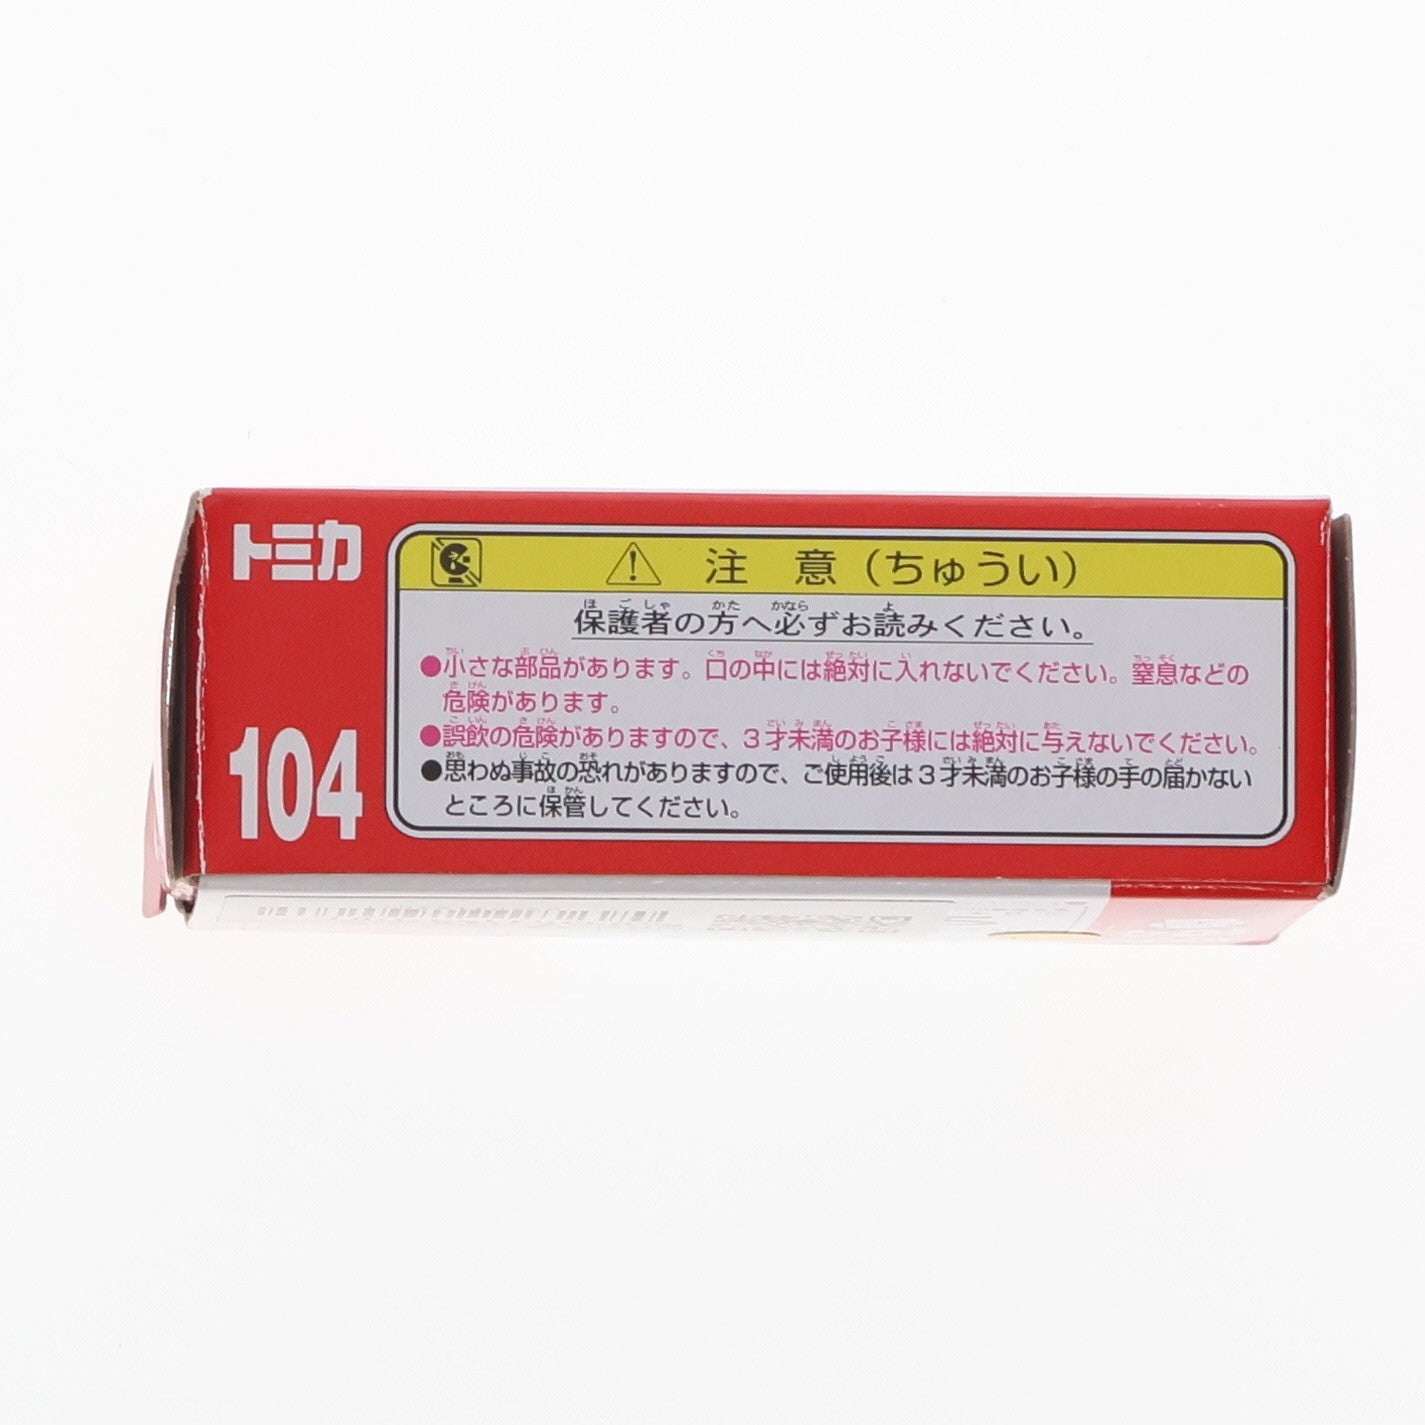 トミカ
104
注 意（ちゅうい）
保護者の方へ必ずお読みください。
●小さな部品があります。口の中には絶対に入れないでください。窒息などの
危険があります。
●誤飲の危険がありますので、3才未満のお子様には絶対に与えないでください。
●思わぬ事故の恐れがありますので、ご使用後は3才未満のお子様の手の届かない
ところに保管してください。